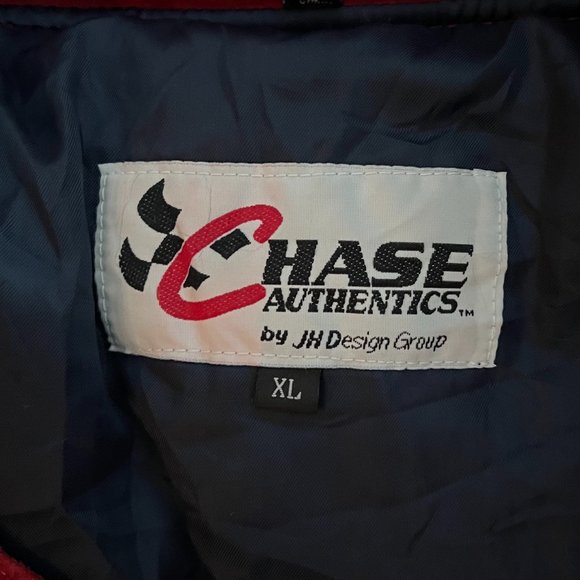 CHASE
AUTHENTICS™
by JH Design Group
XL